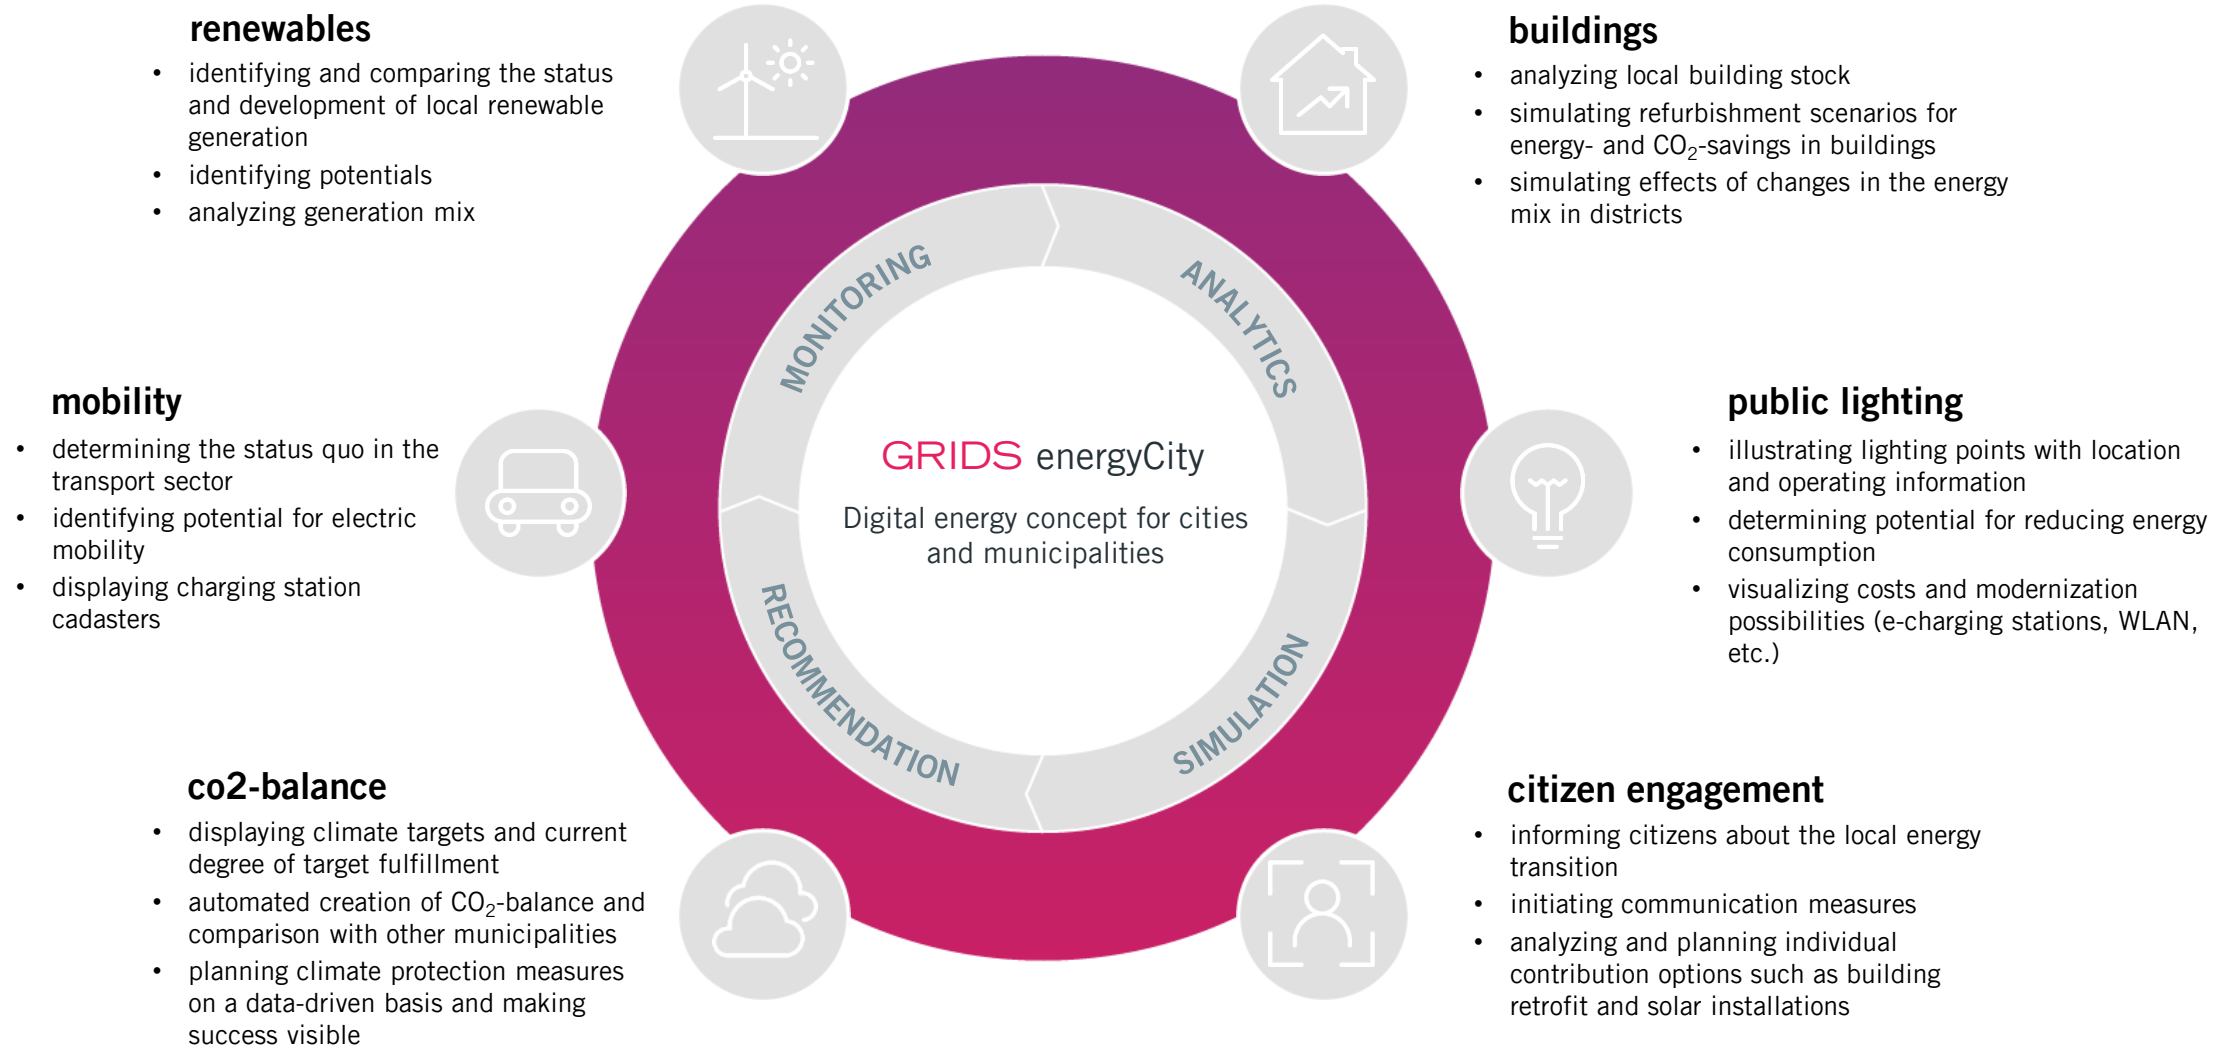 renewables
• identifying and comparing the status
and development of local renewable
generation
• identifying potentials
• analyzing generation mix
buildings
• analyzing local building stock
• simulating refurbishment scenarios for
energy- and CO₂-savings in buildings
• simulating effects of changes in the energy
mix in districts
MONITORING
ANALYTICS
mobility
• determining the status quo in the
transport sector
• identifying potential for electric
mobility
• displaying charging station
cadasters
GRIDS energyCity
Digital energy concept for cities
and municipalities
public lighting
• illustrating lighting points with location
and operating information
• determining potential for reducing energy
consumption
• visualizing costs and modernization
possibilities (e-charging stations, WLAN,
etc.)
RECOMMENDATION
SIMULATION
co2-balance
• displaying climate targets and current
degree of target fulfillment
• automated creation of CO₂-balance and
comparison with other municipalities
• planning climate protection measures
on a data-driven basis and making
success visible
citizen engagement
• informing citizens about the local energy
transition
• initiating communication measures
• analyzing and planning individual
contribution options such as building
retrofit and solar installations